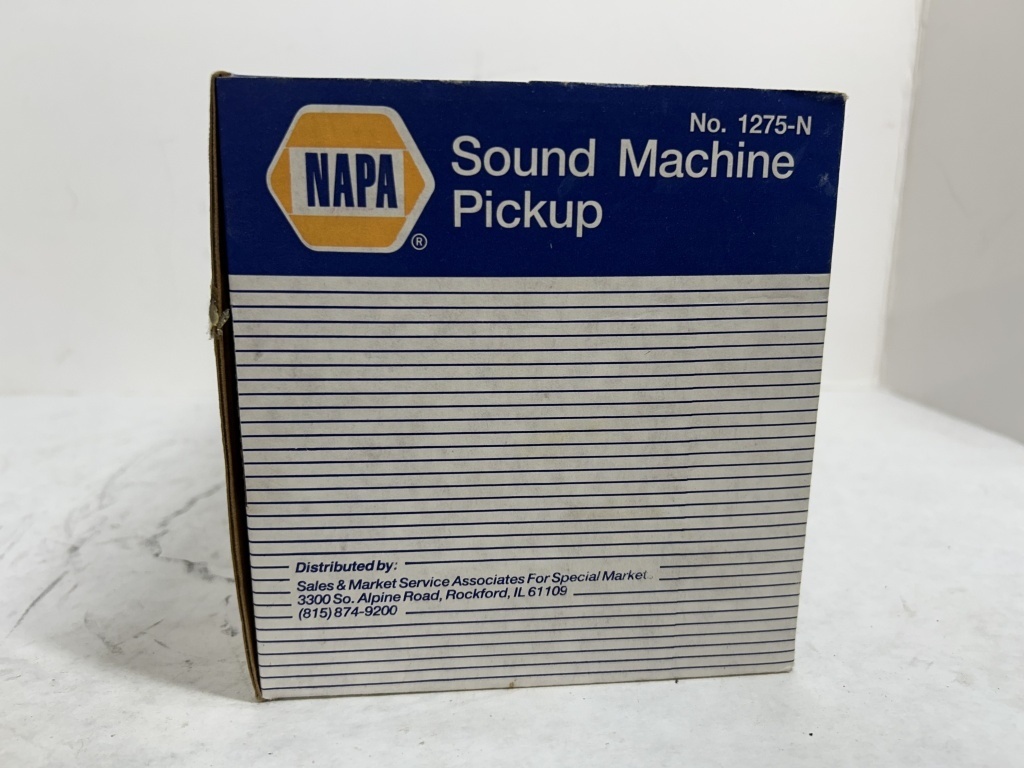 NAPA
®
No. 1275-N
Sound Machine
Pickup
Distributed by:
Sales & Market Service Associates For Special Market
3300 So. Alpine Road, Rockford, IL 61109
(815) 874-9200